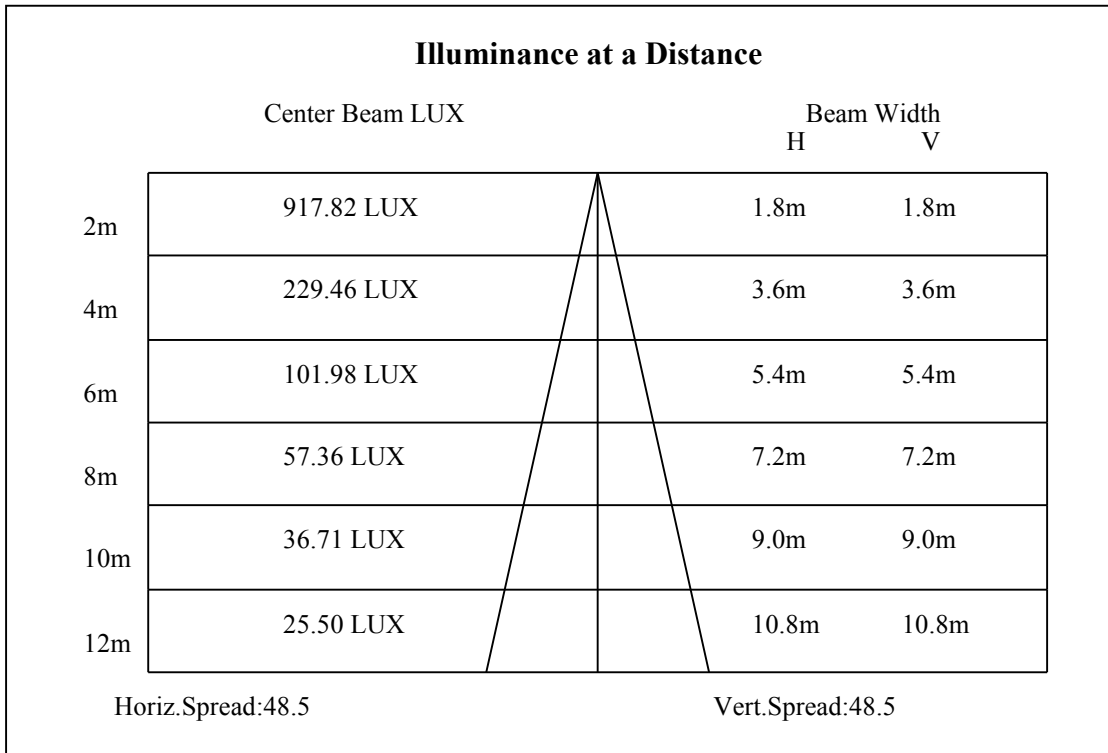 Illuminance at a Distance
Center Beam LUX Beam Width
H V
2m 917.82 LUX 1.8m 1.8m
4m 229.46 LUX 3.6m 3.6m
6m 101.98 LUX 5.4m 5.4m
8m 57.36 LUX 7.2m 7.2m
10m 36.71 LUX 9.0m 9.0m
12m 25.50 LUX 10.8m 10.8m
Horiz.Spread:48.5 Vert.Spread:48.5